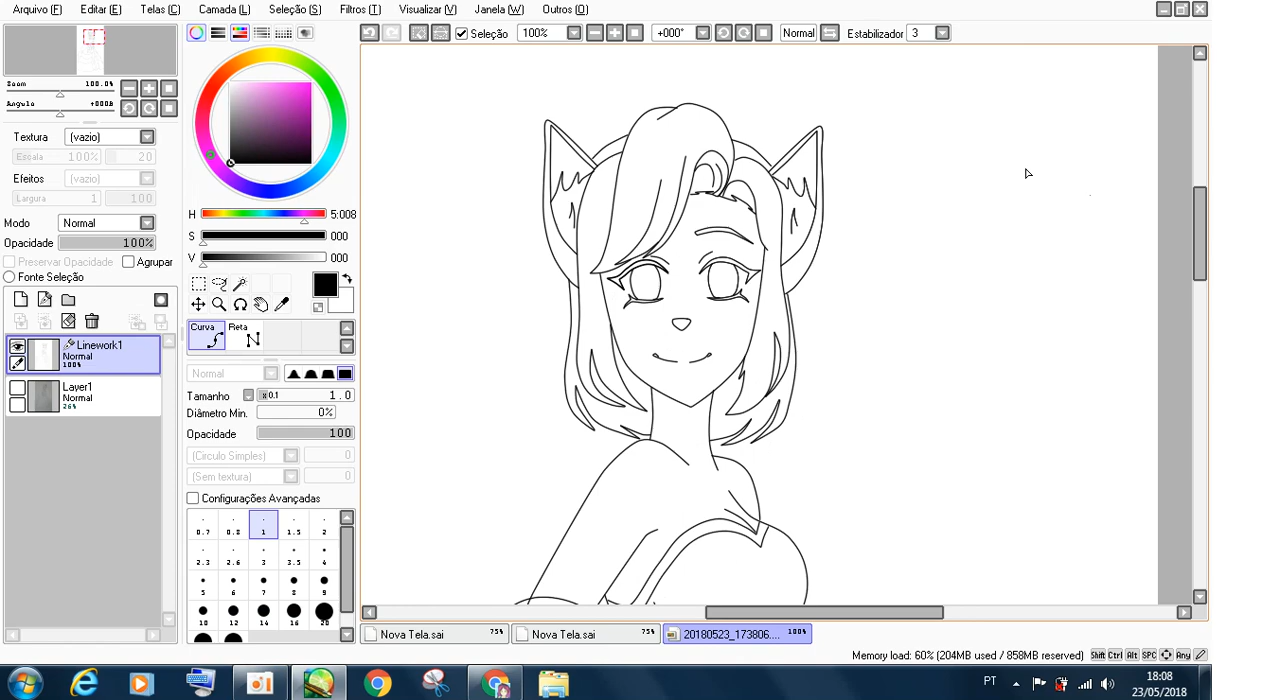 Arquivo (F) Editar (E) Telas (C) Camada (L) Seleção (S) Filtros (T) Visualizar (V) Janela (W) Outros (O)
Seleção 100% +000° Normal Estabilizador 3
Zoom 100.0%
Angulo +000Я
Textura (vazio)
Escala 100% 20
Efeitos (vazio)
Largura 1 100
Modo Normal
Opacidade 100%
Preservar Opacidade Agrupar
Fonte Seleção
Linework1
Normal
100%
Layer1
Normal
26%
H 5:008
S 000
V 000
Curva Reta
Normal
Tamanho x0.1 1.0
Diâmetro Min. 0%
Opacidade 100
(Circulo Simples) 0
(Sem textura) 0
Configurações Avançadas
0.7 0.8 1 1.5 2
2.3 2.6 3 3.5 4
5 6 7 8 9
10 12 14 16 20
Nova Tela.sai 75% Nova Tela.sai 75% 20180523_173806.... 100%
Memory load: 60% (204MB used / 858MB reserved) Shift Ctrl Alt SPC Any
PT 18:08
23/05/2018